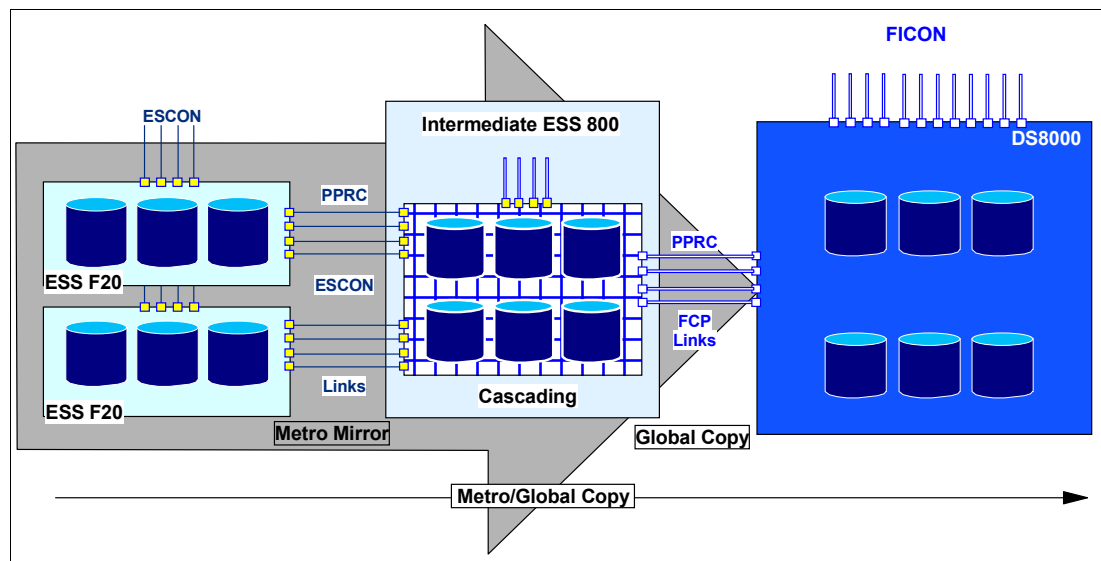 FICON
ESCON
Intermediate ESS 800
DS8000
PPRC
ESS F20
ESCON
PPRC
FCP
Links
ESS F20
Links
Cascading
Metro Mirror
Global Copy
Metro/Global Copy